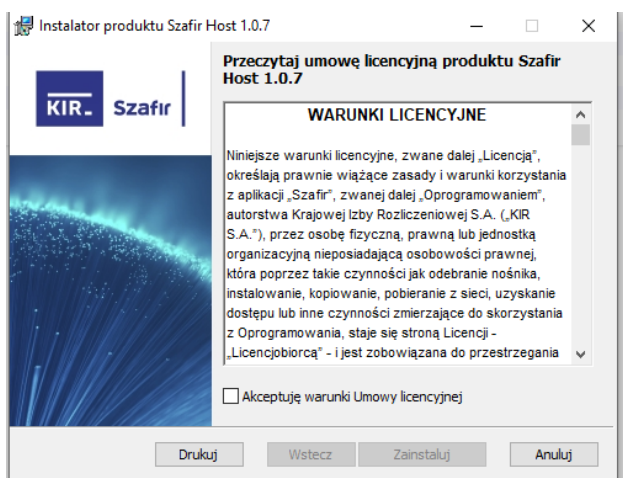 Instalator produktu Szafir Host 1.0.7
KIR. Szafir
Przeczytaj umowę licencyjną produktu Szafir
Host 1.0.7
WARUNKI LICENCYJNE
Niniejsze warunki licencyjne, zwane dalej „Licencją”,
określają prawnie wiążące zasady i warunki korzystania
z aplikacji „Szafir”, zwanej dalej „Oprogramowaniem”,
autorstwa Krajowej Izby Rozliczeniowej S.A. („KIR
S.A.”), przez osobę fizyczną, prawną lub jednostką
organizacyjną nieposiadającą osobowości prawnej,
która poprzez takie czynności jak odebranie nośnika,
instalowanie, kopiowanie, pobieranie z sieci, uzyskanie
dostępu lub inne czynności zmierzające do skorzystania
z Oprogramowania, staje się stroną Licencji -
„Licencjobiorcą” - i jest zobowiązana do przestrzegania
Akceptuję warunki Umowy licencyjnej
Drukuj Wstecz Zainstaluj Anuluj